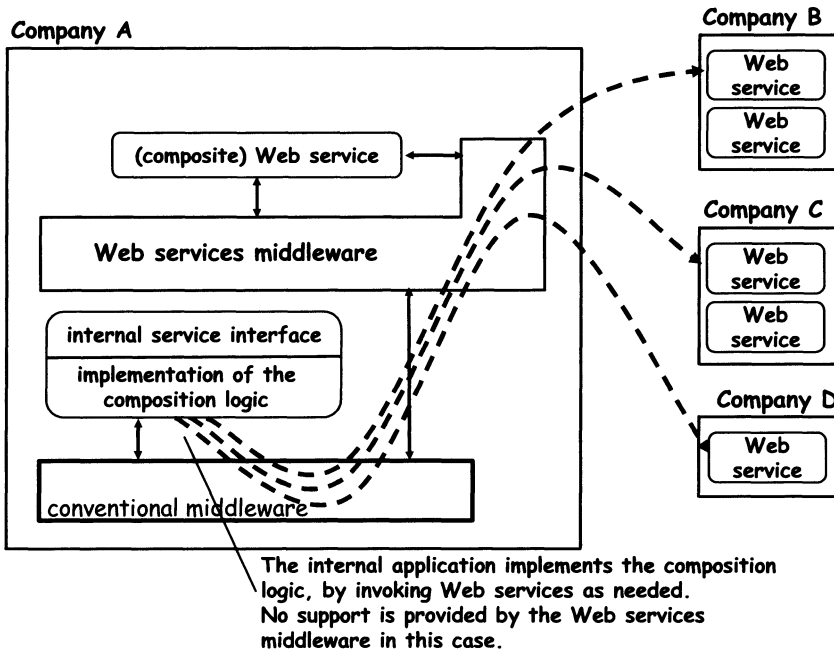 Company A
(composite) Web service
Web services middleware
internal service interface
implementation of the
composition logic
conventional middleware
Company B
Web
service
Web
service
Company C
Web
service
Web
service
Company D
Web
service
The internal application implements the composition
logic, by invoking Web services as needed.
No support is provided by the Web services
middleware in this case.